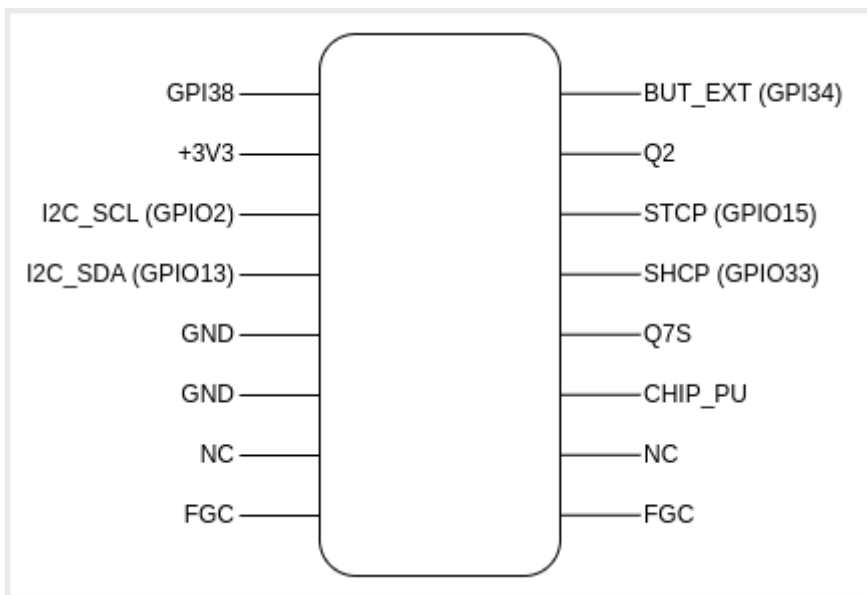 GPI38
BUT_EXT (GPI34)
+3V3
Q2
I2C_SCL (GPIO2)
STCP (GPIO15)
I2C_SDA (GPIO13)
SHCP (GPIO33)
GND
Q7S
GND
CHIP_PU
NC
NC
FGC
FGC